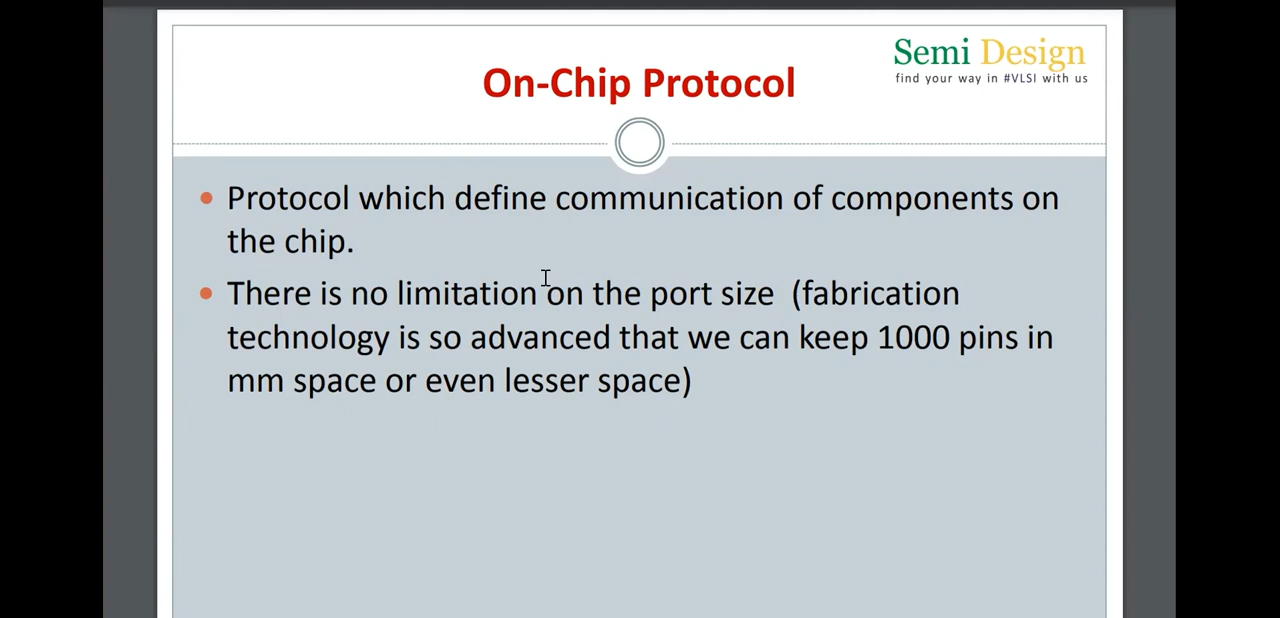 Semi Design
find your way in #VLSI with us
On-Chip Protocol
Protocol which define communication of components on
the chip.
There is no limitation on the port size (fabrication
technology is so advanced that we can keep 1000 pins in
mm space or even lesser space)